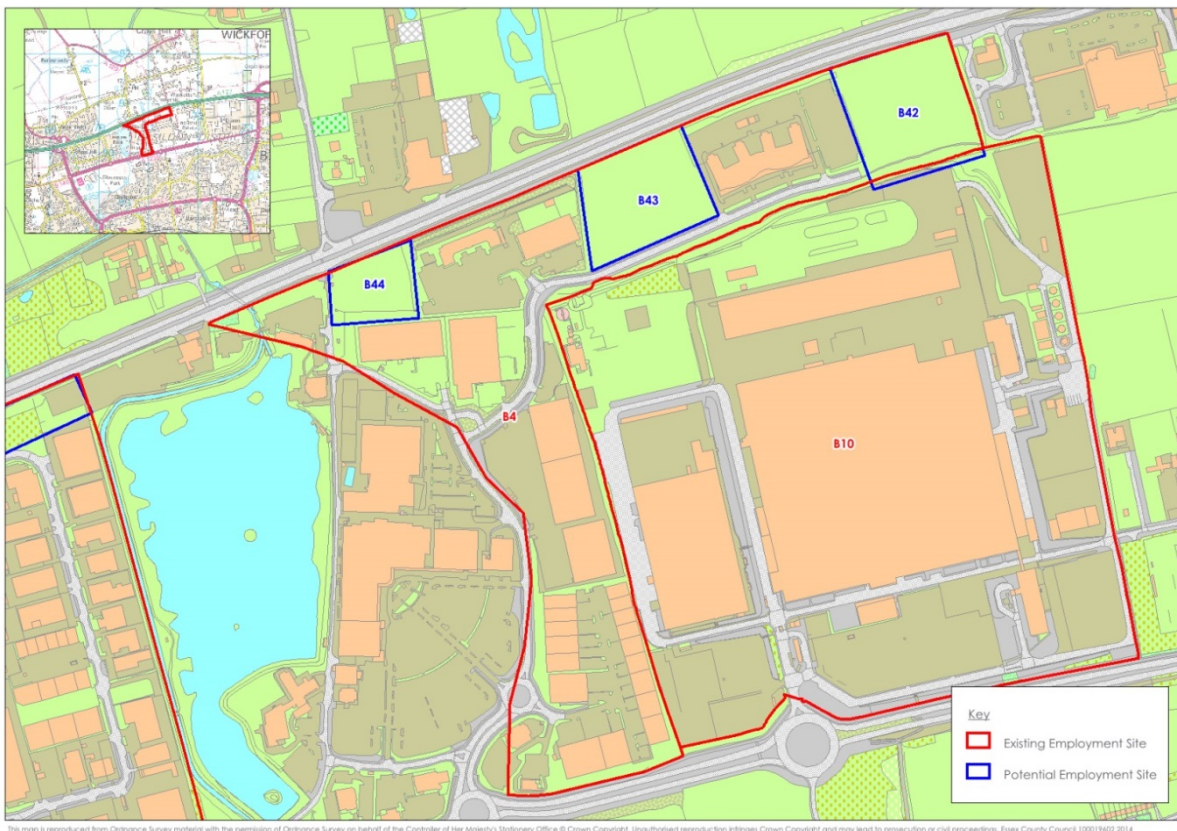 WICKFOR
B42
B43
B44
B4
B10
Key
Existing Employment Site
Potential Employment Site
This map is reproduced from Ordnance Survey material with the permission of Ordnance Survey on behalf of the Controller of Her Majesty's Stationery Office © Crown Copyright. Unauthorised reproduction infringes Crown Copyright and may lead to prosecution or civil proceedings. Essex County Council 100019602 2014